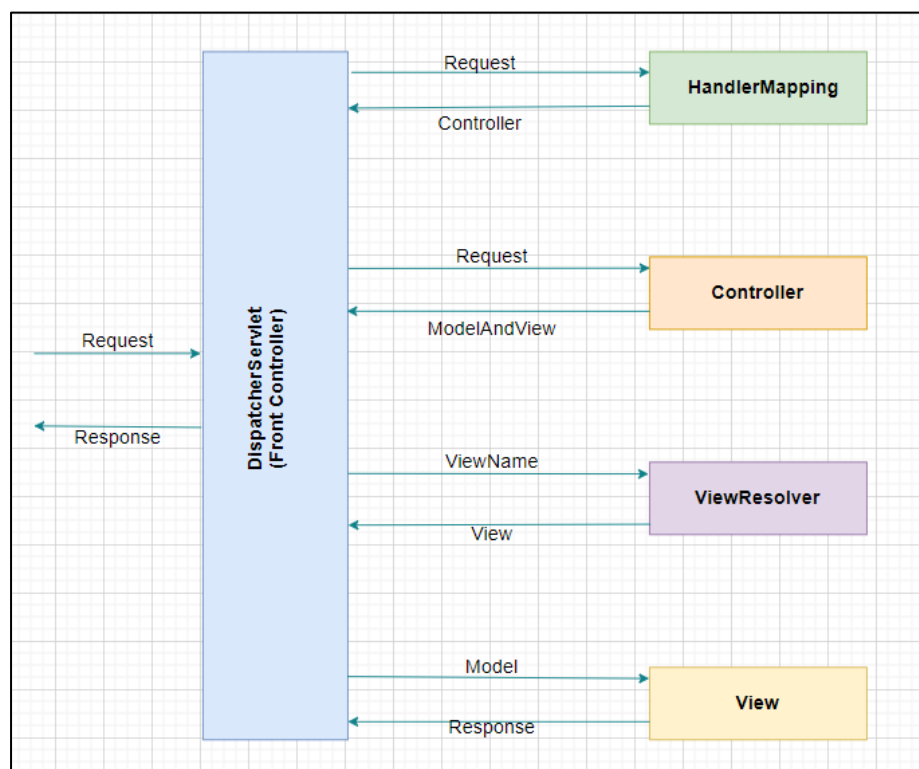 Request
HandlerMapping
Controller
Request
Controller
ModelAndView
Request
DispatcherServlet
(Front Controller)
Response
ViewName
ViewResolver
View
Model
View
Response